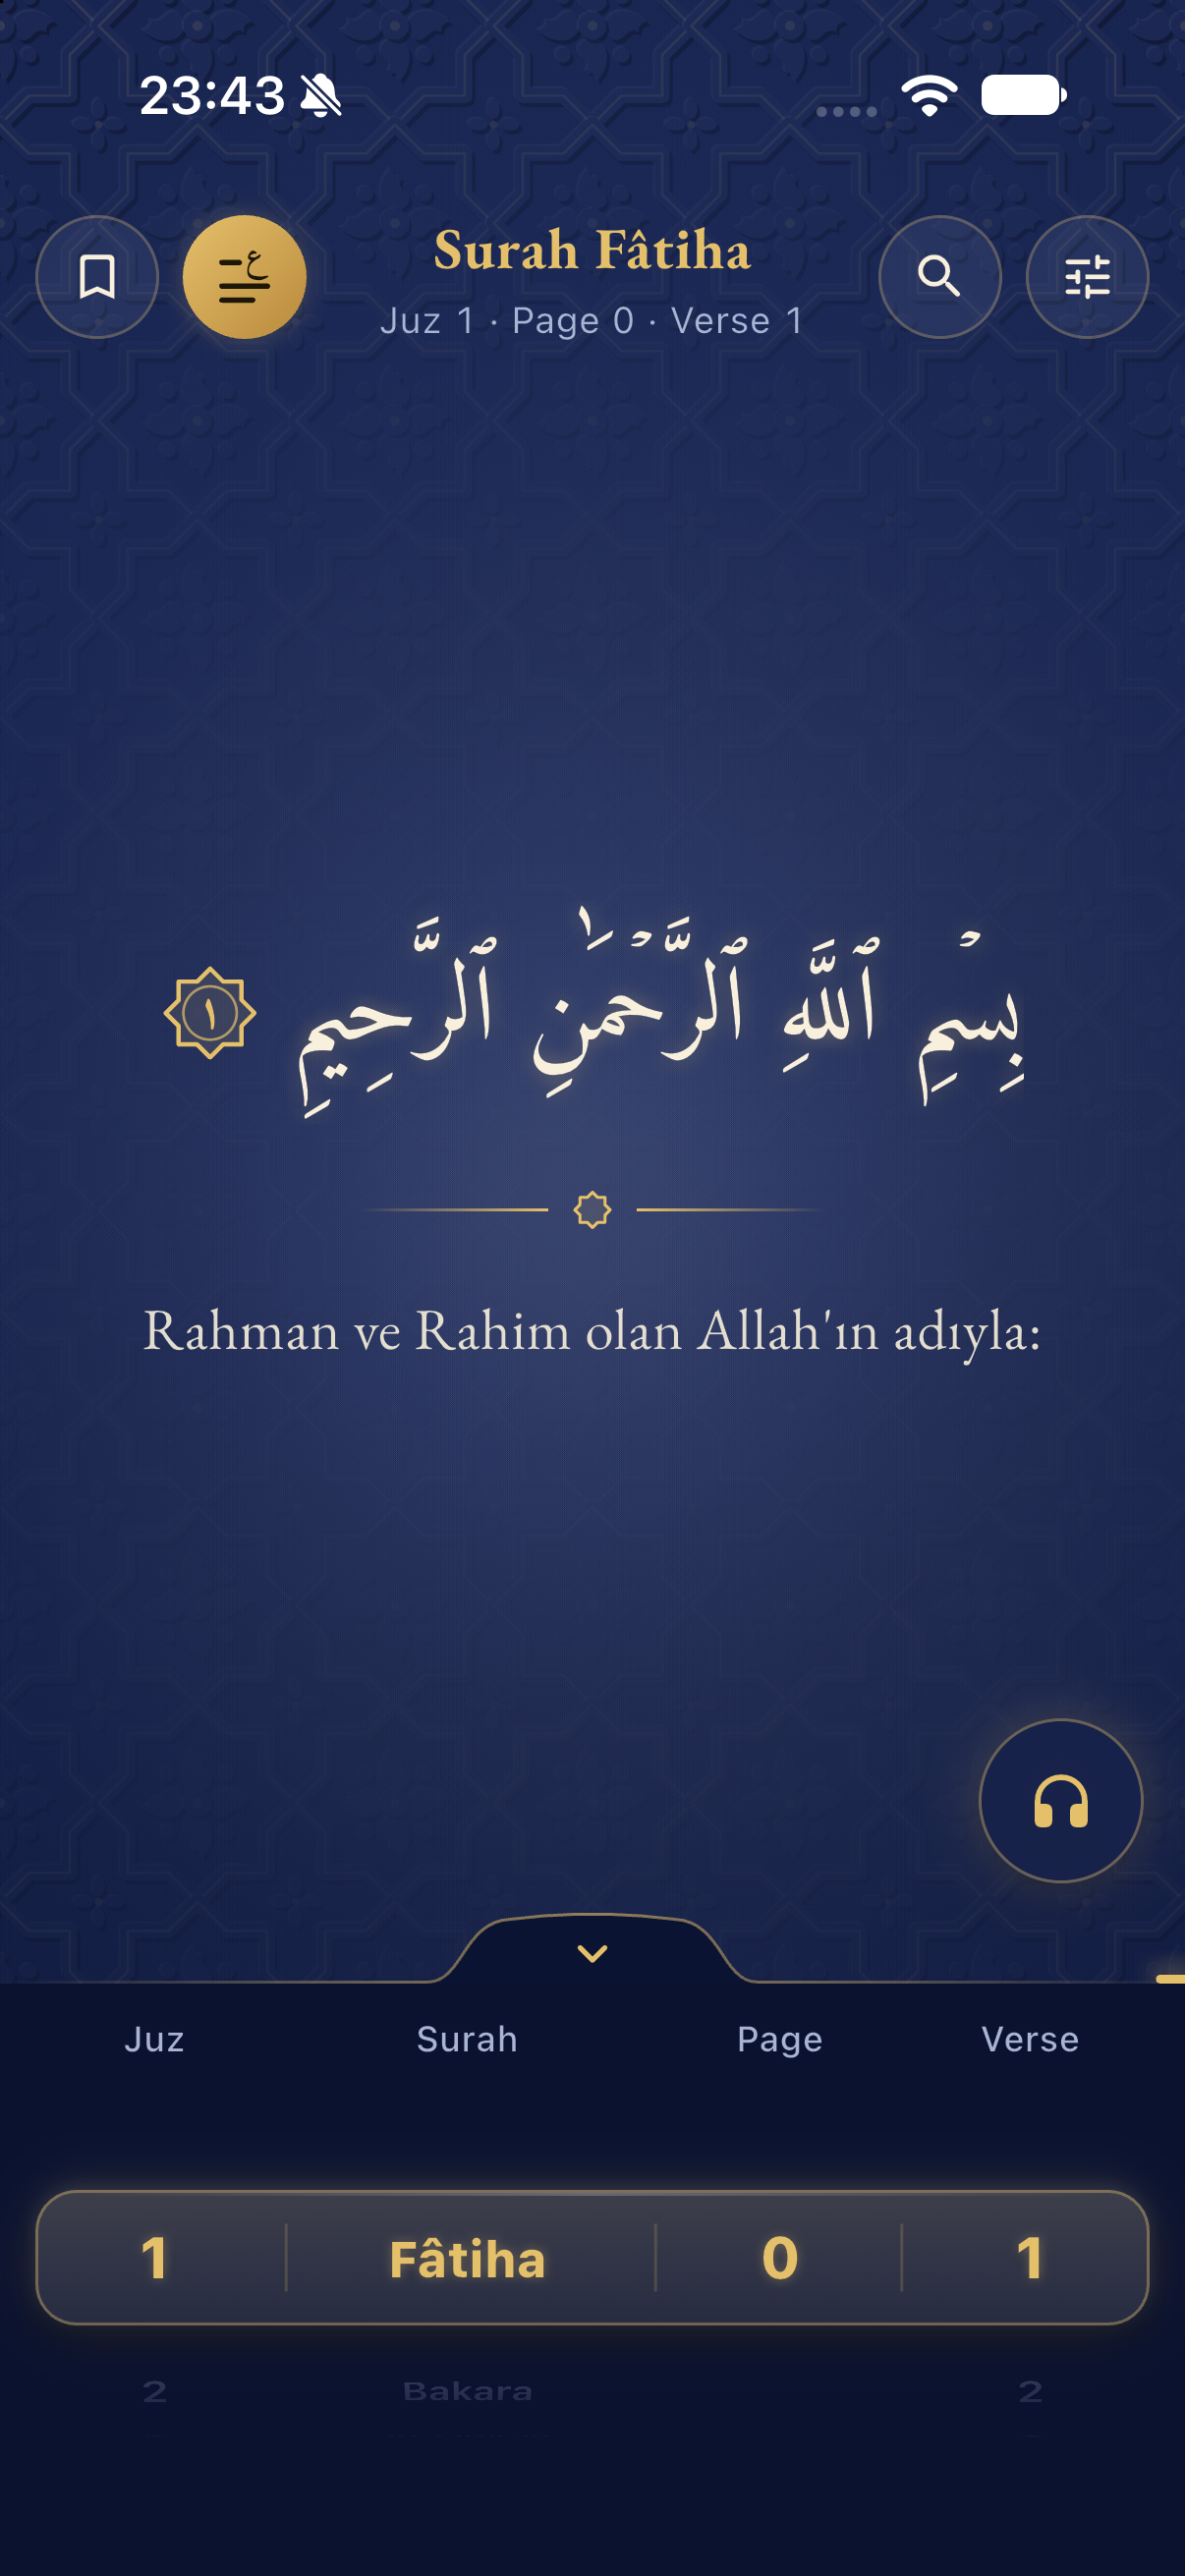 23:43
Surah Fâtiha
Juz 1 · Page 0 · Verse 1
بِسۡمِ ٱللَّهِ ٱلرَّحۡمَٰنِ ٱلرَّحِيمِ ١
Rahman ve Rahim olan Allah'ın adıyla:
Juz Surah Page Verse
1 Fâtiha 0 1
2 Bakara 2